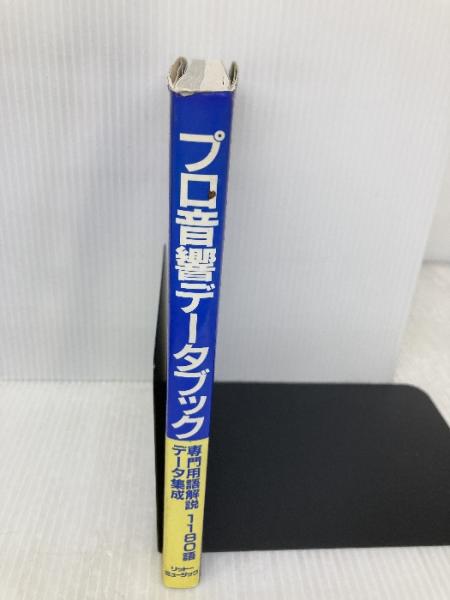 プロ音響データブック
専門用語解説 1180語
データ集成
リットー
ミュージック